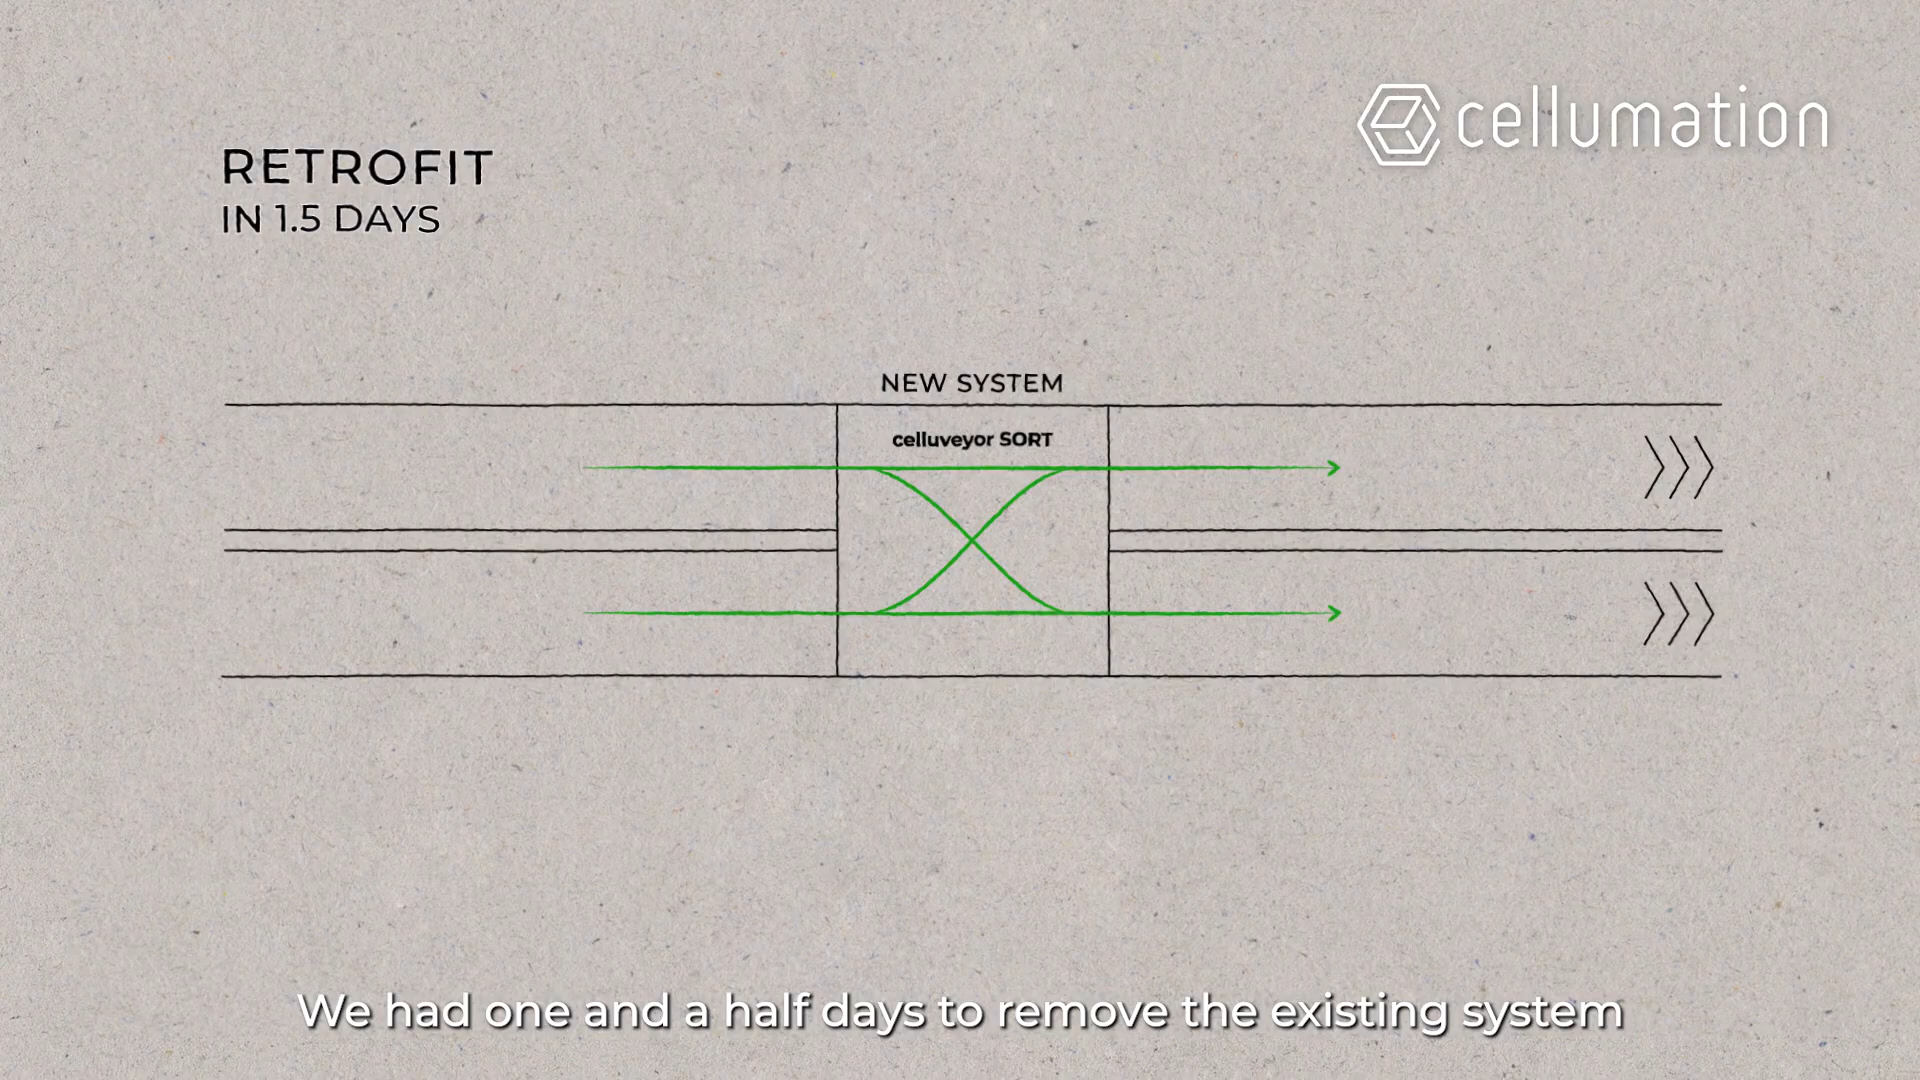 cellumation
RETROFIT
IN 1.5 DAYS
NEW SYSTEM
celluveyor SORT
We had one and a half days to remove the existing system